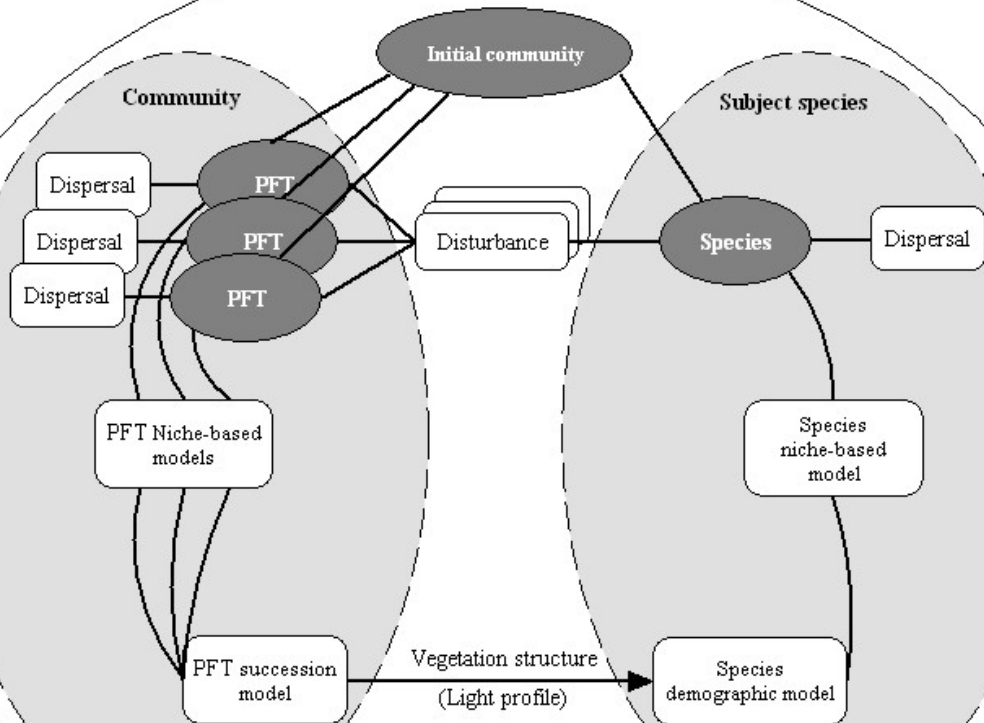 Initial community
Community
Subject species
Dispersal
PFT
Dispersal
PFT
Disturbance
Species
Dispersal
Dispersal
PFT
PFT Niche-based
models
Species
niche-based
model
PFT succession
model
Vegetation structure
(Light profile)
Species
demographic model